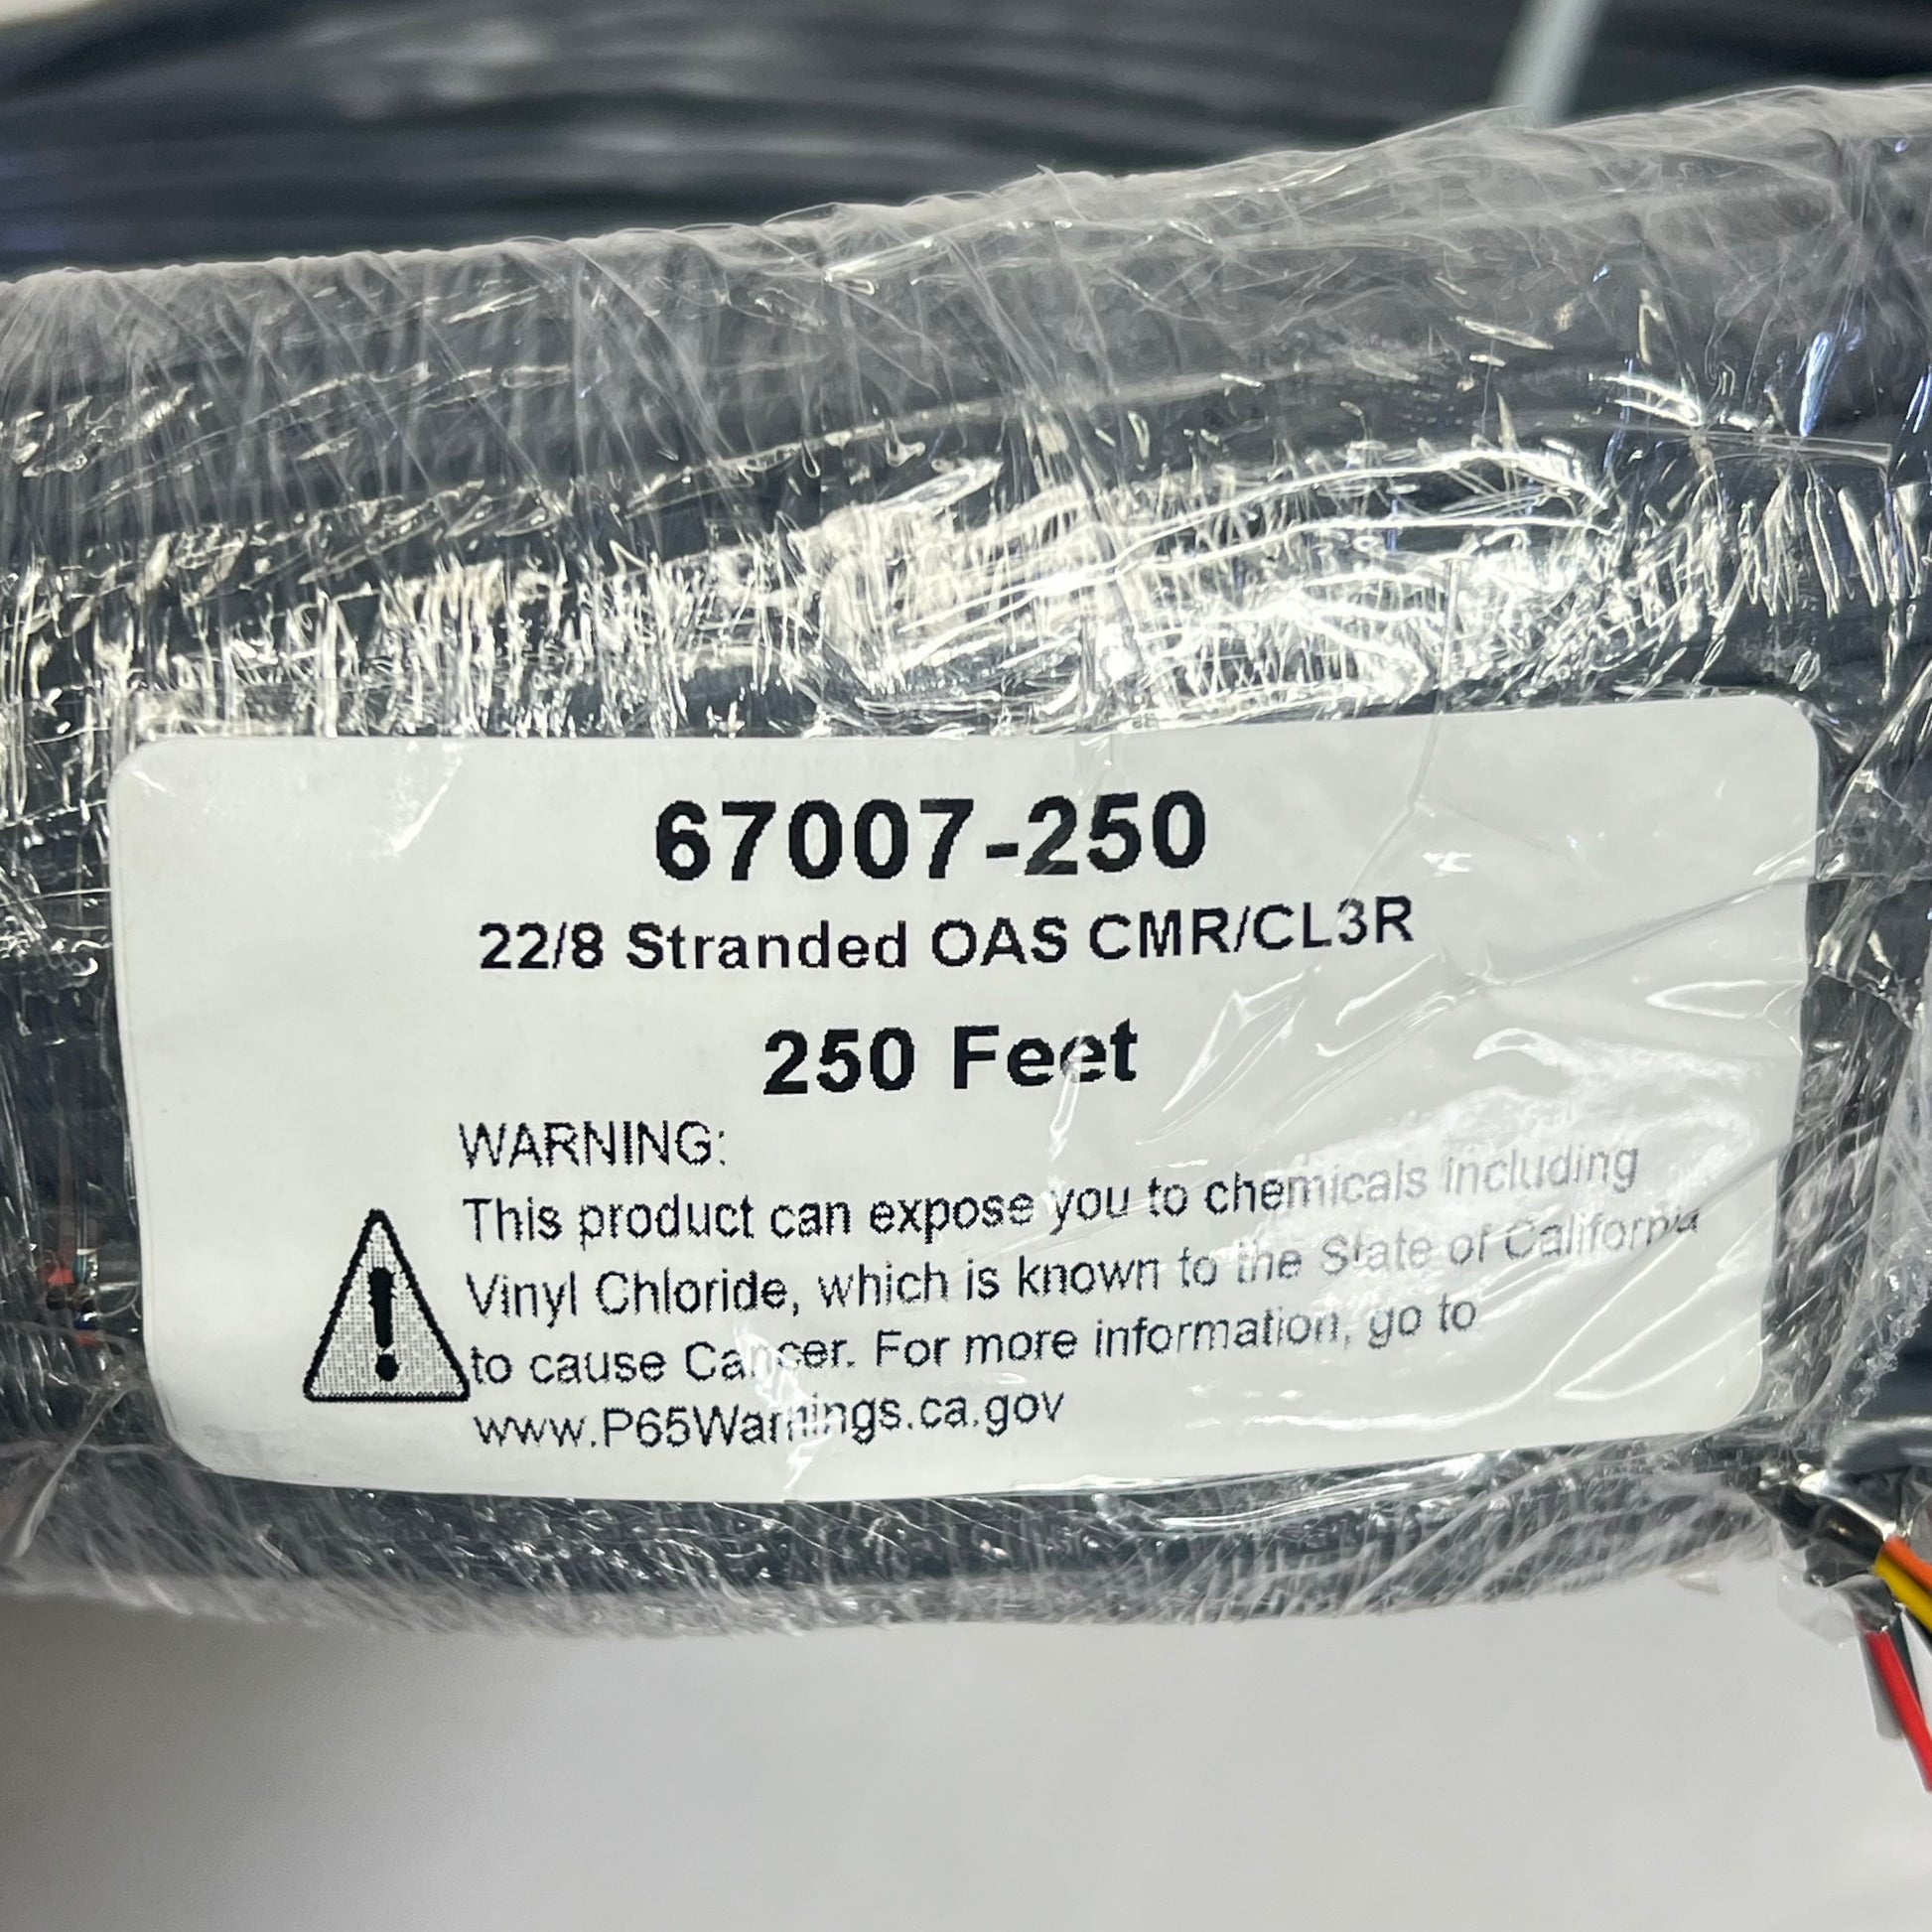 67007-250
22/8 Stranded OAS CMR/CL3R
250 Feet
WARNING:
This product can expose you to chemicals including
Vinyl Chloride, which is known to the State of California
to cause Cancer. For more information, go to
www.P65Warnings.ca.gov